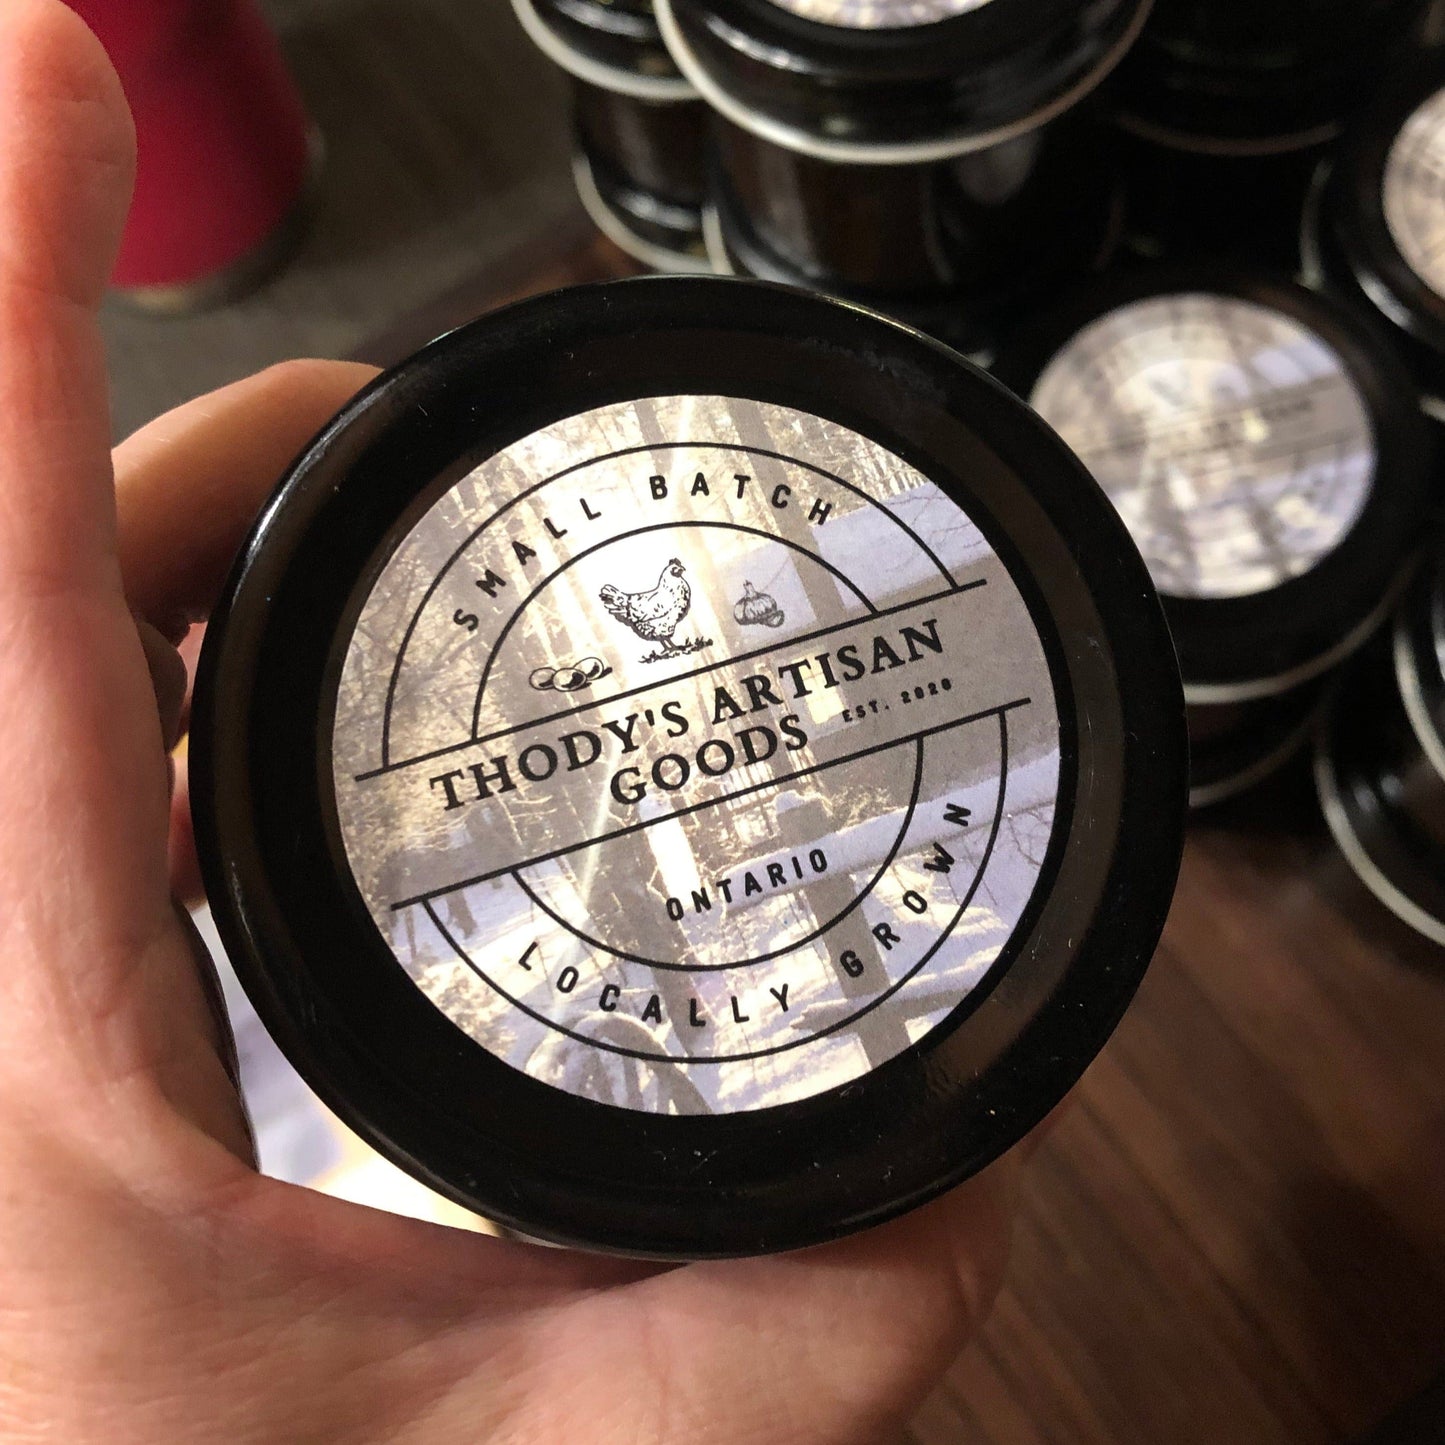 SMALL BATCH
THODY'S ARTISAN
GOODS
EST. 2020
ONTARIO
LOCALLY GROWN